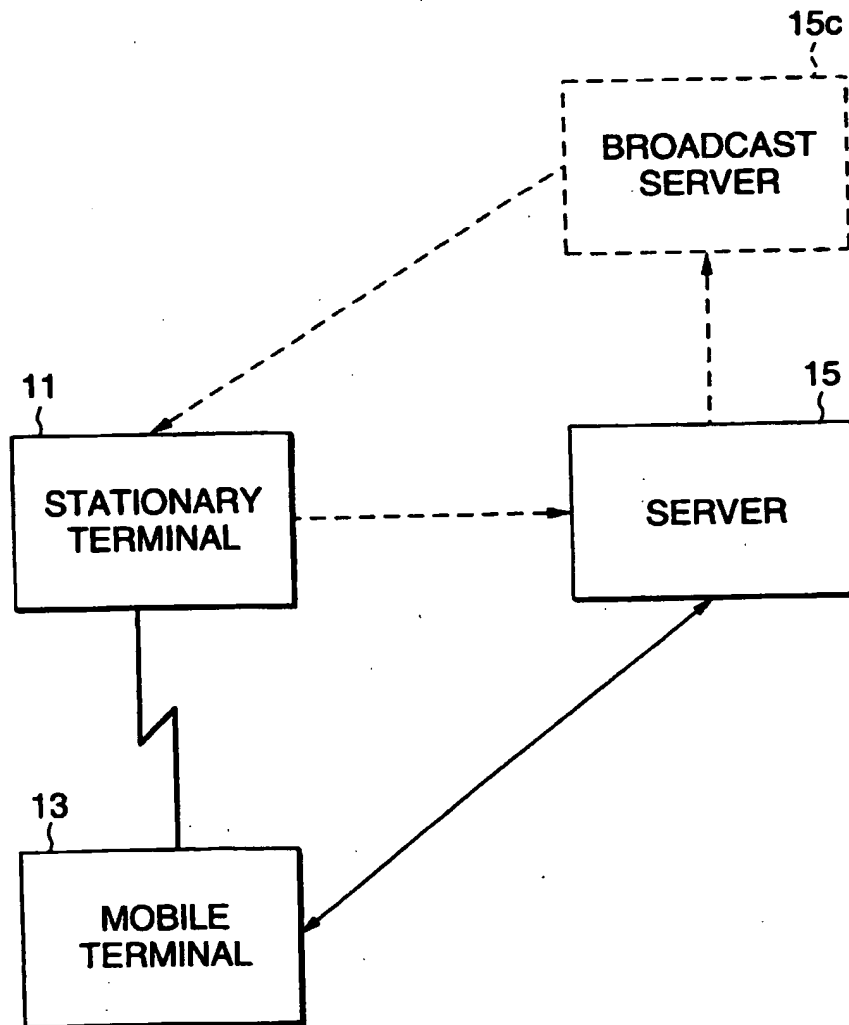 15c
BROADCAST
SERVER
11
15
STATIONARY
TERMINAL
SERVER
13
MOBILE
TERMINAL